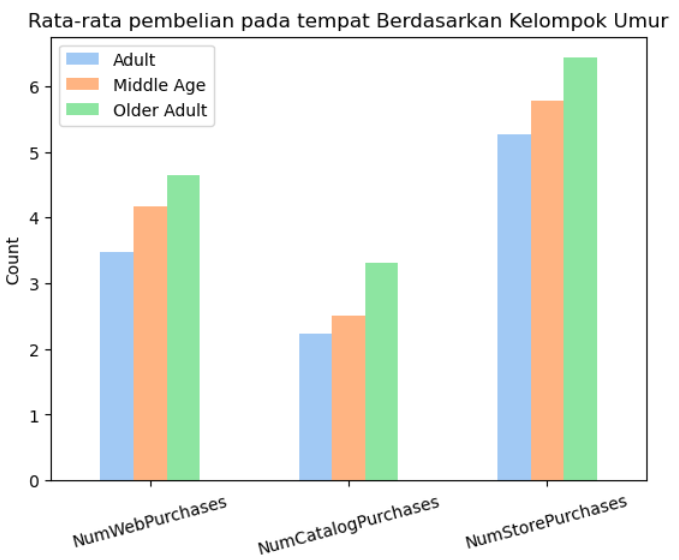 Rata-rata pembelian pada tempat Berdasarkan Kelompok Umur
Adult
Middle Age
Older Adult
Count
6
5
4
3
2
1
0
NumWebPurchases
NumCatalogPurchases
NumStorePurchases